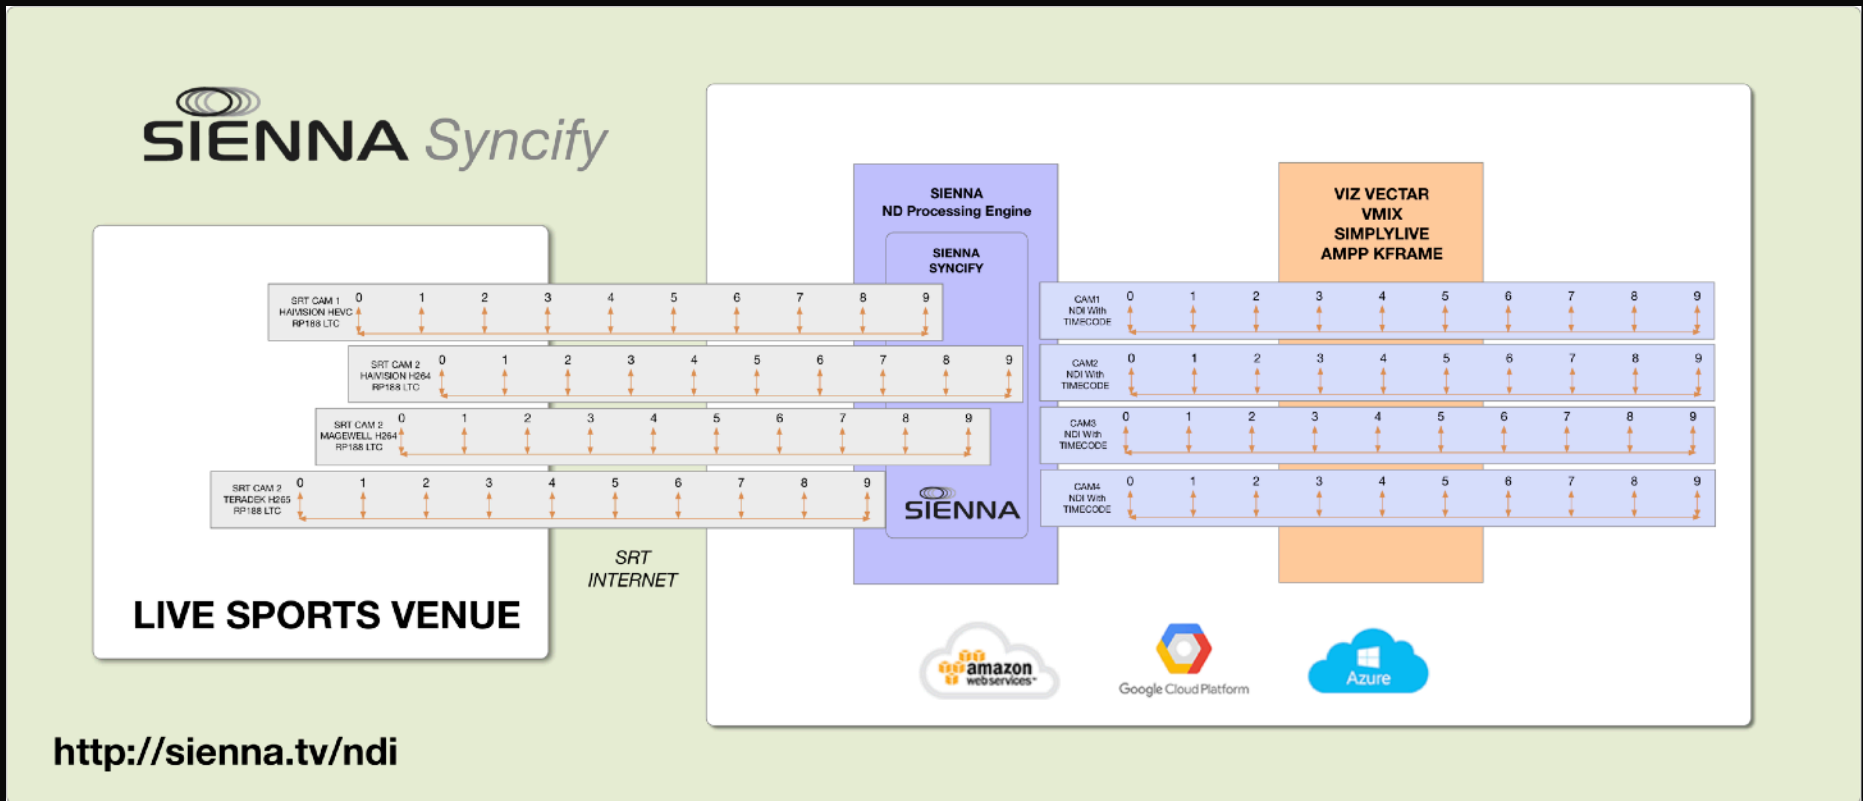 SIENNA Syncify
SIENNA
ND Processing Engine
SIENNA
SYNCIFY
VIZ VECTAR
VMIX
SIMPLYLIVE
AMPP KFRAME
SRT CAM 1
HAIVISION HEVC
RP188 LTC
0 1 2 3 4 5 6 7 8 9
CAM1
NDI With
TIMECODE
0 1 2 3 4 5 6 7 8 9
SRT CAM 2
HAIVISION H264
RP188 LTC
0 1 2 3 4 5 6 7 8 9
CAM2
NDI With
TIMECODE
0 1 2 3 4 5 6 7 8 9
SRT CAM 2
MAGEWELL H264
RP188 LTC
0 1 2 3 4 5 6 7 8 9
CAM3
NDI With
TIMECODE
0 1 2 3 4 5 6 7 8 9
SRT CAM 2
TERADEK H265
RP188 LTC
0 1 2 3 4 5 6 7 8 9
SIENNA
CAM4
NDI With
TIMECODE
0 1 2 3 4 5 6 7 8 9
SRT
INTERNET
LIVE SPORTS VENUE
amazon
webservices™
Google Cloud Platform
Azure
http://sienna.tv/ndi